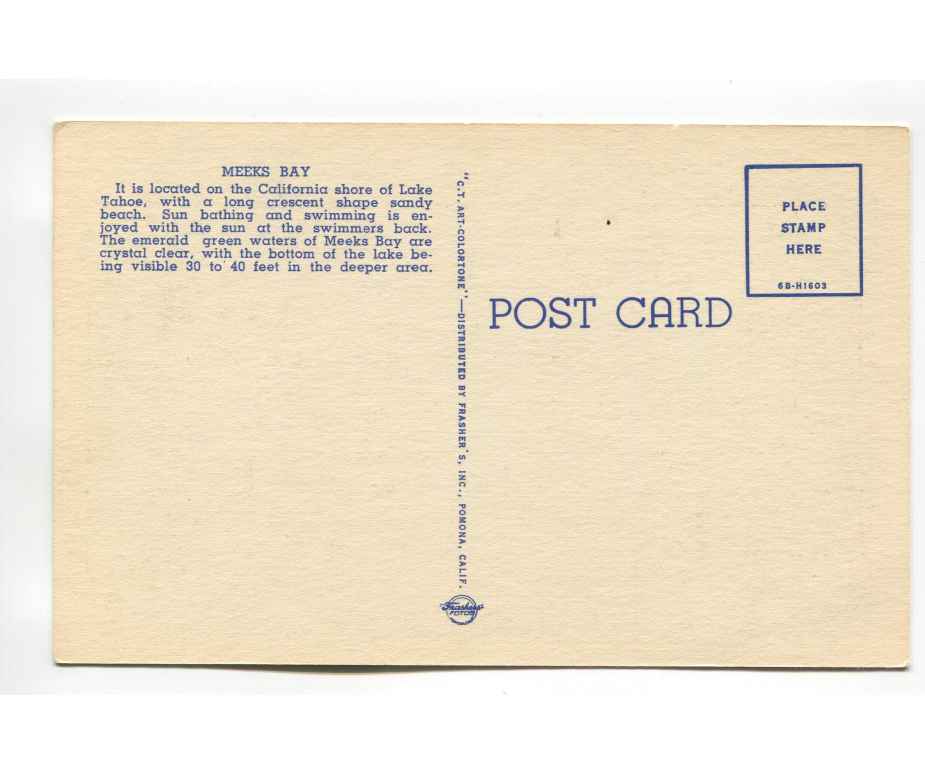 MEEKS BAY
It is located on the California shore of Lake
Tahoe, with a long crescent shape sandy
beach. Sun bathing and swimming is en-
joyed with the sun at the swimmers back.
The emerald green waters of Meeks Bay are
crystal clear, with the bottom of the lake be-
ing visible 30 to 40 feet in the deeper area.
"C.T. ART-COLORTONE"—DISTRIBUTED BY FRASHER'S, INC., POMONA, CALIF.
Frashers
FOTOS
POST CARD
PLACE
STAMP
HERE
6B-H1603